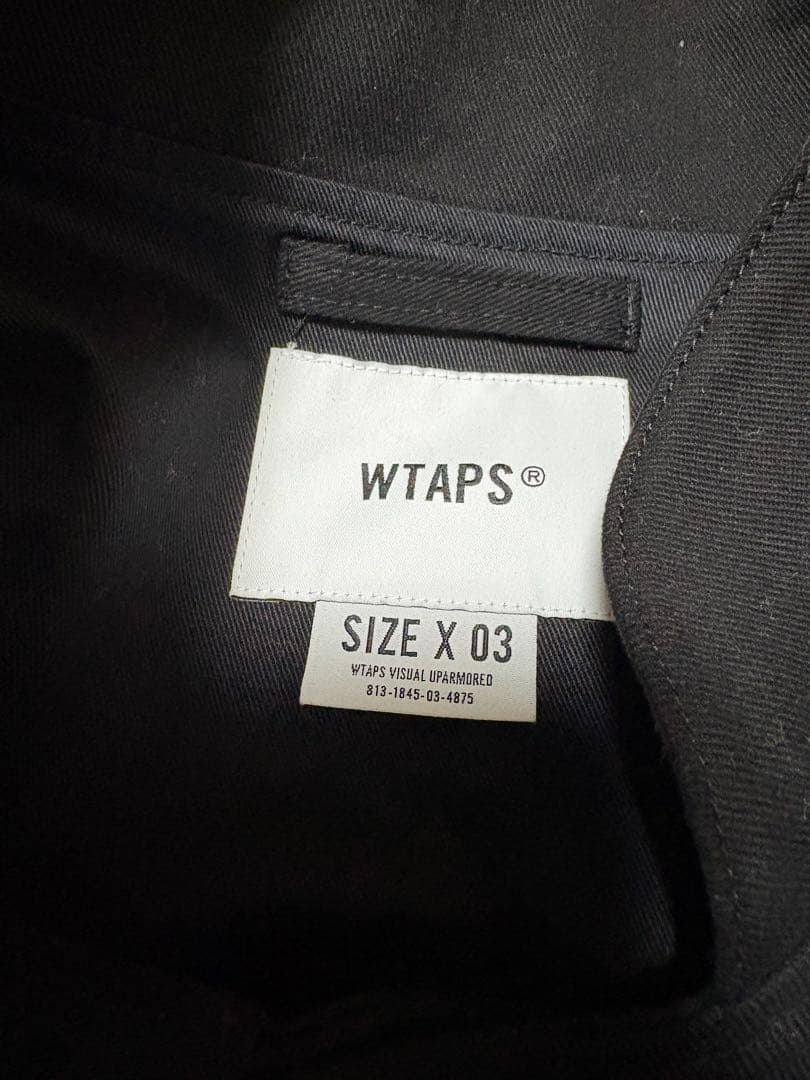 WTAPS®
SIZE X 03
WTAPS VISUAL UPARMORED
813-1845-03-4875